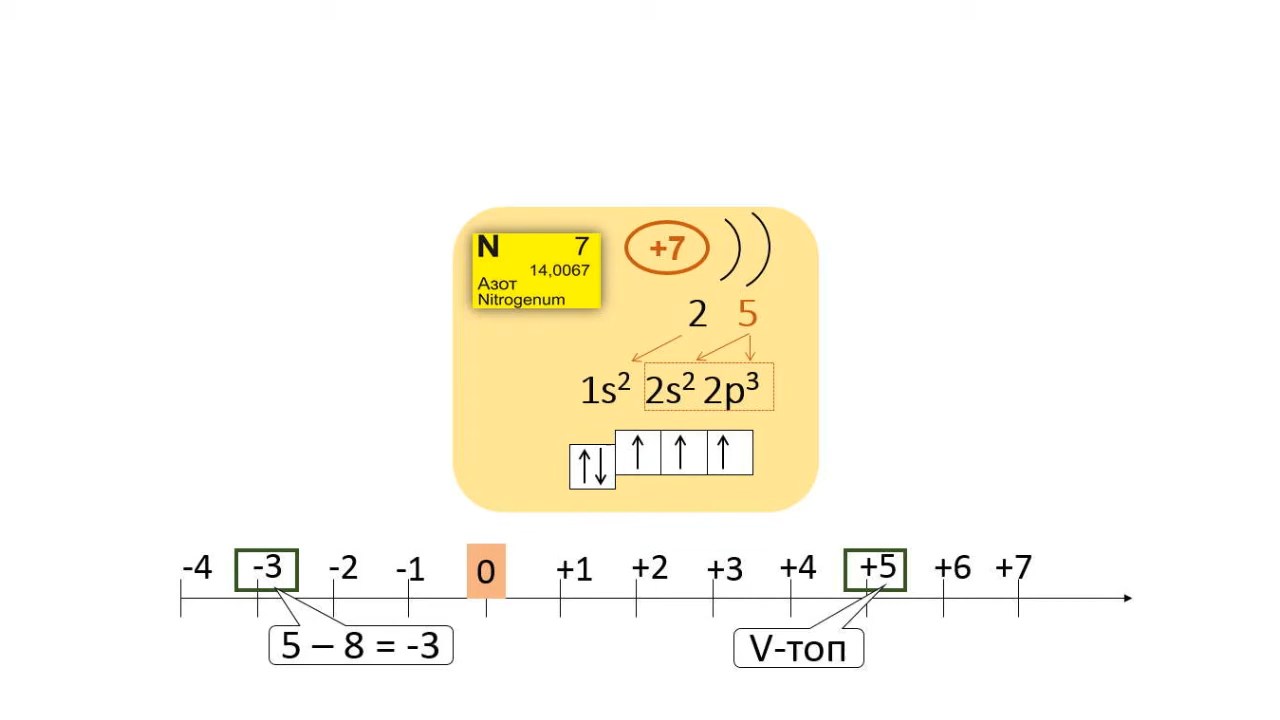 N 7
14,0067
Азот
Nitrogenum
+7
2 5
1s² 2s² 2p³
-4 -3 -2 -1 0 +1 +2 +3 +4 +5 +6 +7
5 – 8 = -3
V-топ